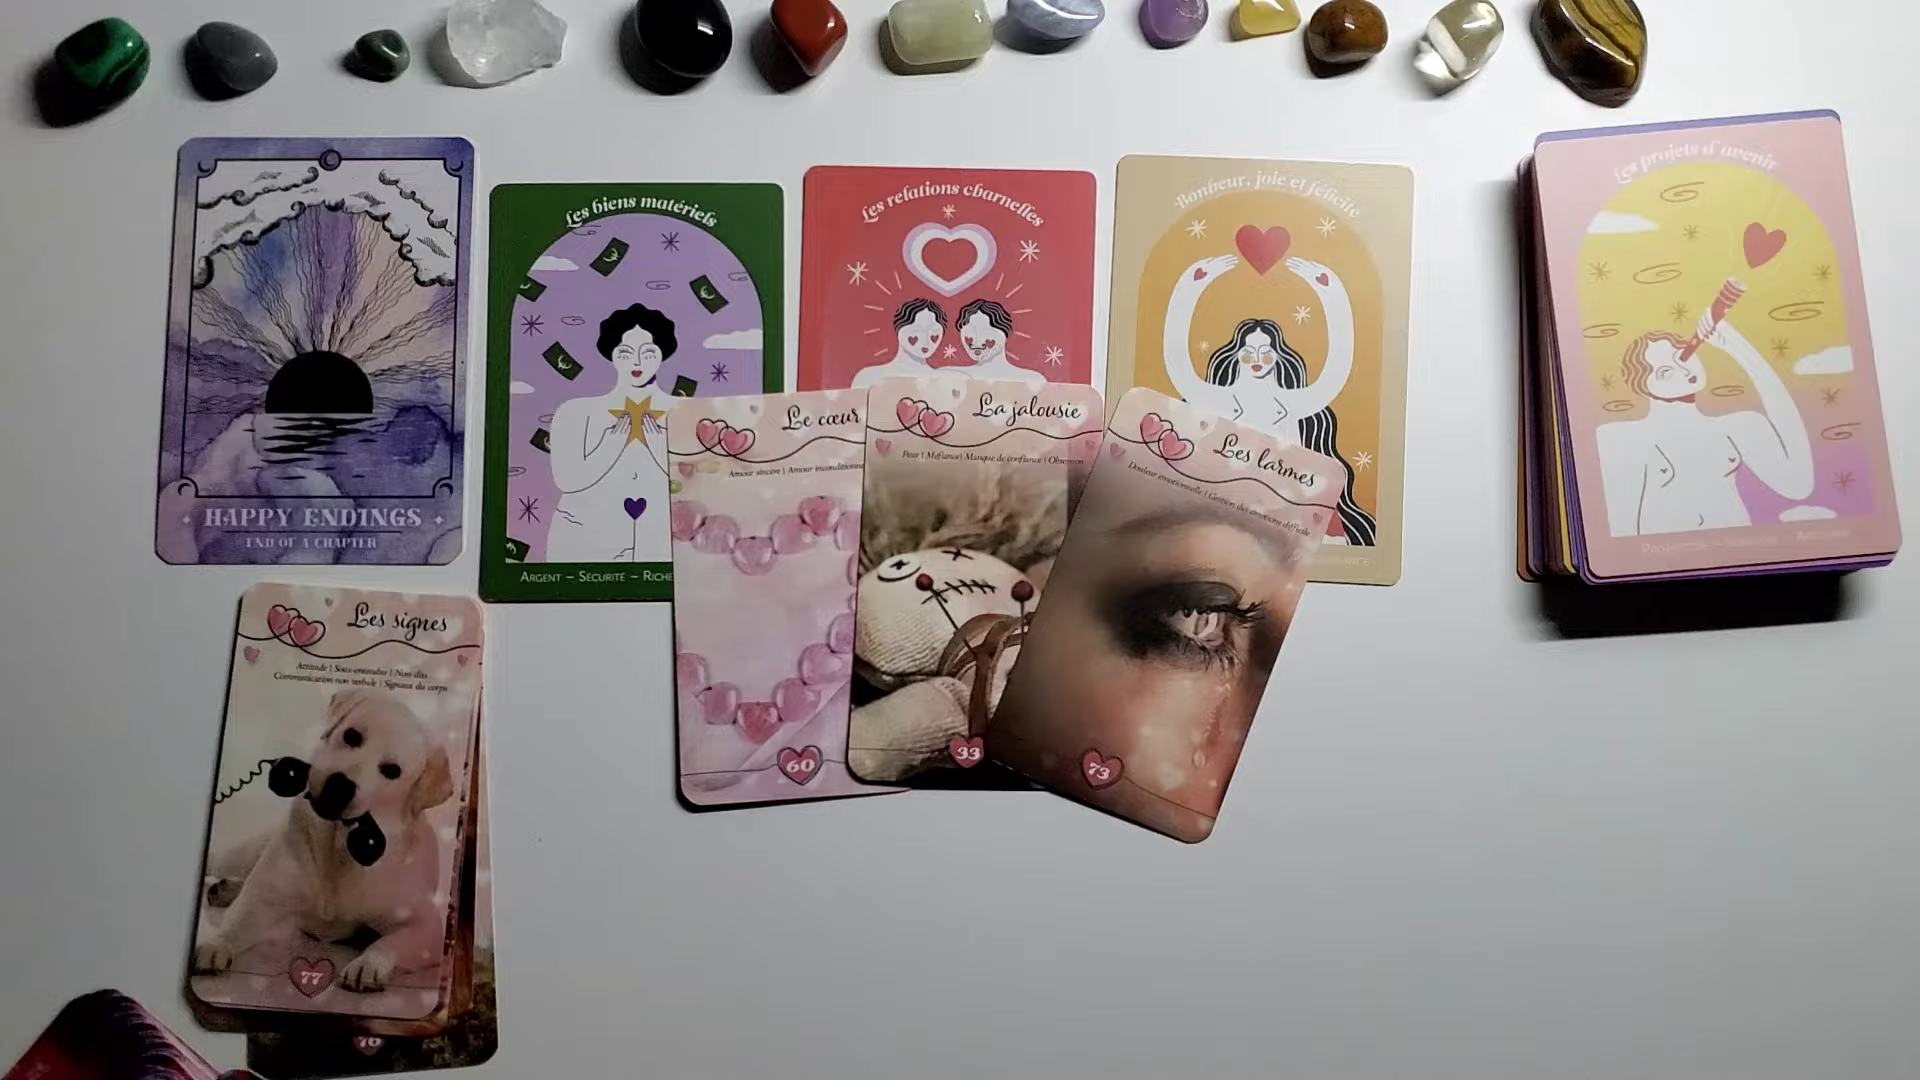 HAPPY ENDINGS
END OF A CHAPTER
Les biens matériels
ARGENT – SÉCURITÉ – RICHE
Les relations charnelles
Bonheur, joie et félicité
Les projets d'avenir
Le cœur
Amour sincère | Amour inconditionne
60
La jalousie
Peur | Méfiance | Manque de confiance | Obsession
33
Les larmes
Douleur émotionnelle | Gestion des émotions difficile
73
Les signes
Attitude | Sous-entendus | Non-dits
Communication non verbale | Signaux du corps
77
70